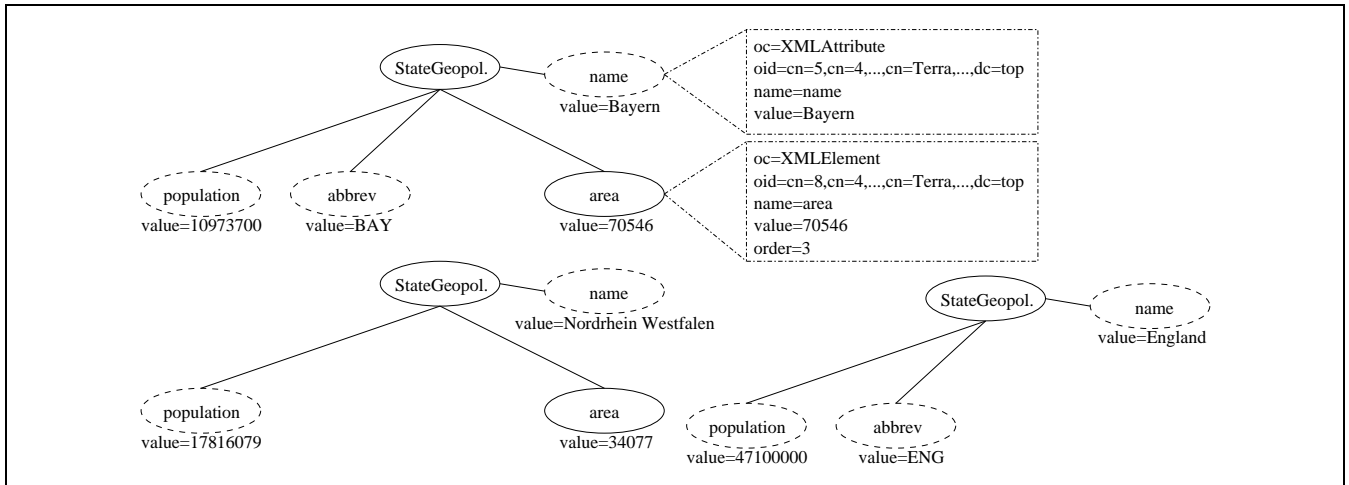 StateGeopol.
name
value=Bayern
oc=XMLAttribute
oid=cn=5,cn=4,...,cn=Terra,...,dc=top
name=name
value=Bayern
population
value=10973700
abbrev
value=BAY
area
value=70546
oc=XMLElement
oid=cn=8,cn=4,...,cn=Terra,...,dc=top
name=area
value=70546
order=3
StateGeopol.
name
value=Nordrhein Westfalen
population
value=17816079
area
value=34077
StateGeopol.
name
value=England
population
value=47100000
abbrev
value=ENG